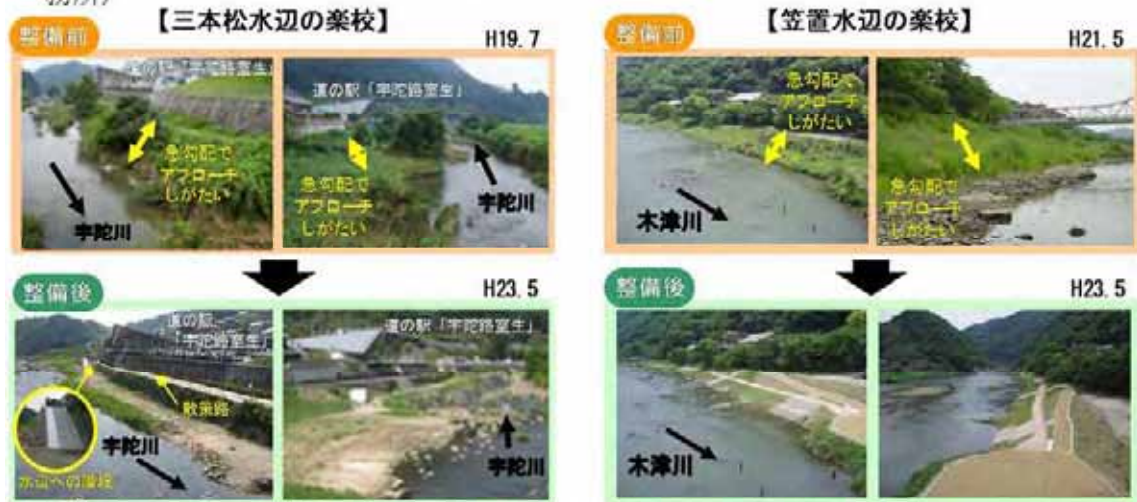 【三本松水辺の楽校】
整備前
H19.7
道の駅「宇陀路室生」
急勾配で
アプローチ
しがたい
宇陀川
道の駅「宇陀路室生」
急勾配で
アプローチ
しがたい
宇陀川
整備後
H23.5
道の駅
「宇陀路室生」
散策路
水辺への階段
宇陀川
道の駅「宇陀路室生」
宇陀川
【笠置水辺の楽校】
整備前
H21.5
急勾配で
アプローチ
しがたい
木津川
急勾配で
アプローチ
しがたい
整備後
H23.5
木津川